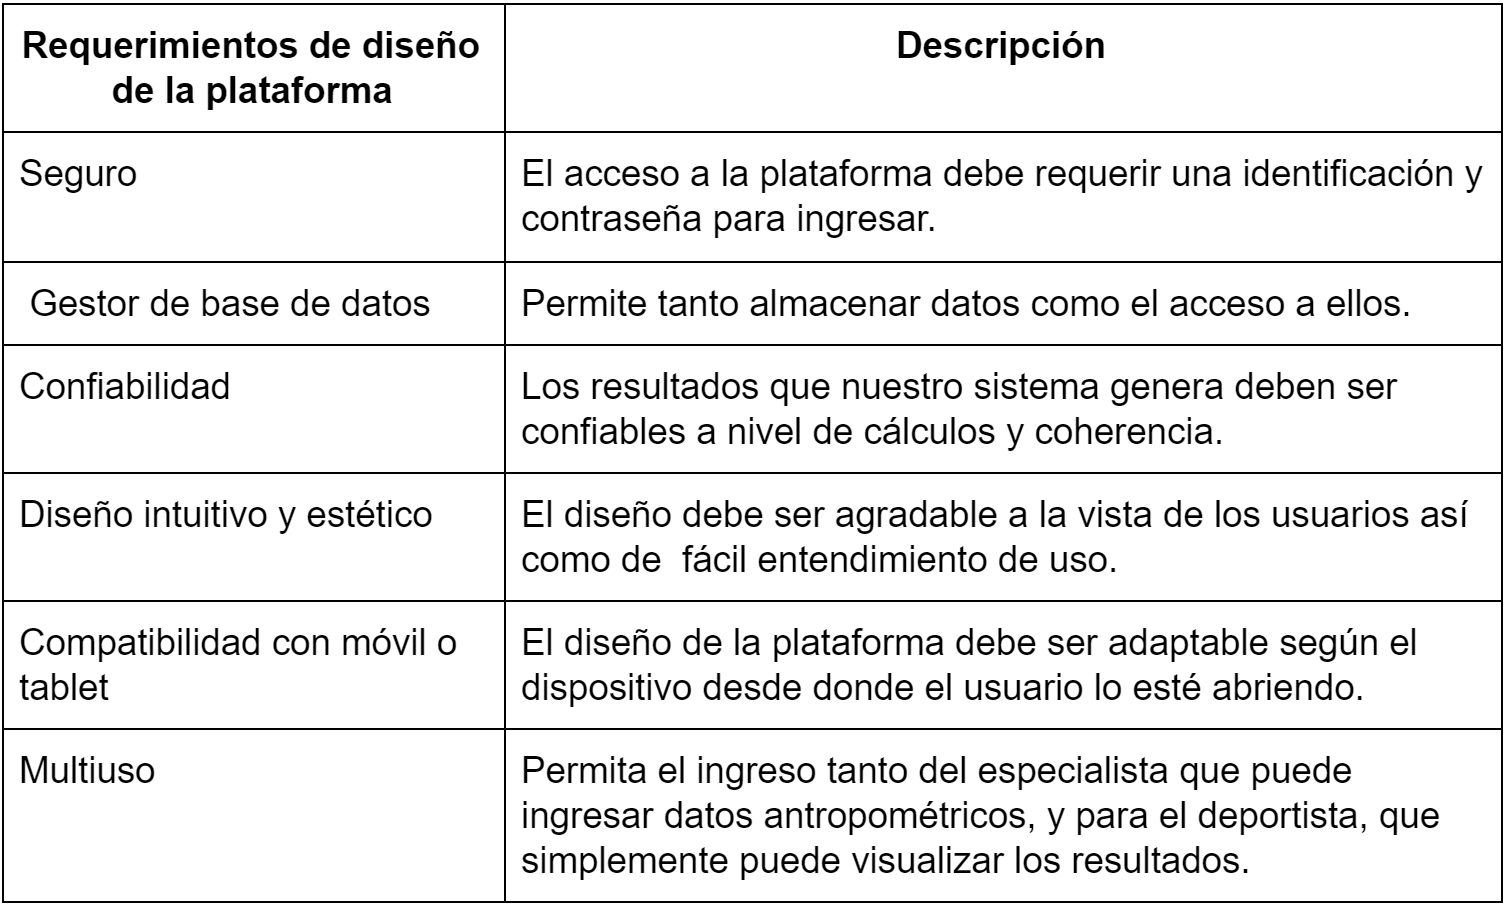 Requerimientos de diseño
de la plataforma
Descripción
Seguro
El acceso a la plataforma debe requerir una identificación y
contraseña para ingresar.
Gestor de base de datos
Permite tanto almacenar datos como el acceso a ellos.
Confiabilidad
Los resultados que nuestro sistema genera deben ser
confiables a nivel de cálculos y coherencia.
Diseño intuitivo y estético
El diseño debe ser agradable a la vista de los usuarios así
como de  fácil entendimiento de uso.
Compatibilidad con móvil o
tablet
El diseño de la plataforma debe ser adaptable según el
dispositivo desde donde el usuario lo esté abriendo.
Multiuso
Permita el ingreso tanto del especialista que puede
ingresar datos antropométricos, y para el deportista, que
simplemente puede visualizar los resultados.